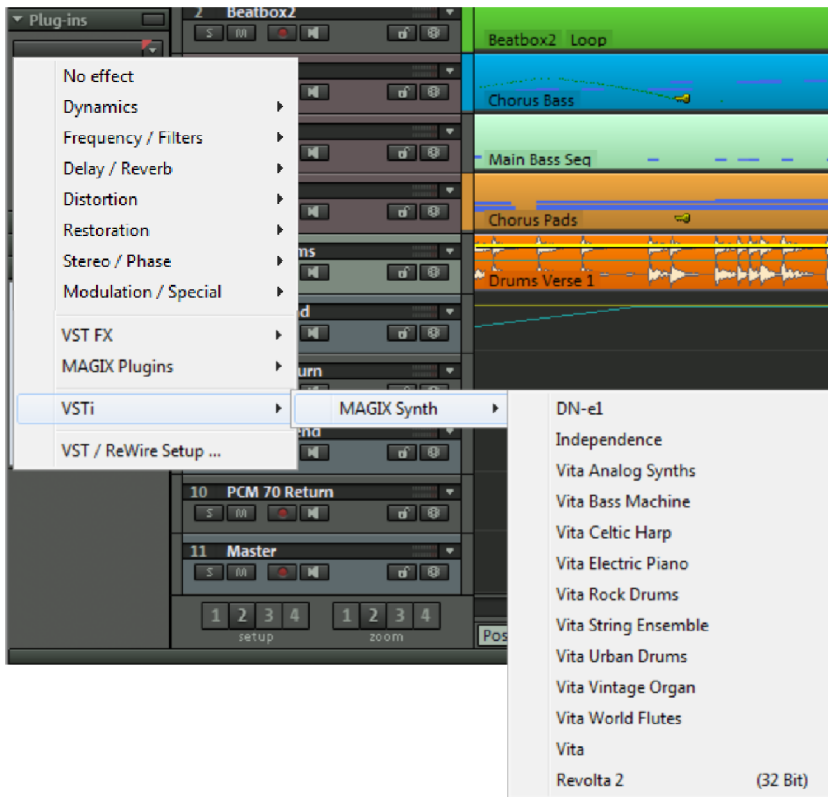 Plug-ins
2 Beatbox2
S M
Beatbox2 Loop
No effect
Dynamics
Frequency / Filters
Delay / Reverb
Distortion
Restoration
Stereo / Phase
Modulation / Special
VST FX
MAGIX Plugins
VSTi
VST / ReWire Setup ...
Chorus Bass
Main Bass Seq
Chorus Pads
ms
Drums Verse 1
d
urn
end
MAGIX Synth
10 PCM 70 Return
S M
11 Master
S M
1 2 3 4 1 2 3 4
setup zoom
Pos
DN-e1
Independence
Vita Analog Synths
Vita Bass Machine
Vita Celtic Harp
Vita Electric Piano
Vita Rock Drums
Vita String Ensemble
Vita Urban Drums
Vita Vintage Organ
Vita World Flutes
Vita
Revolta 2 (32 Bit)